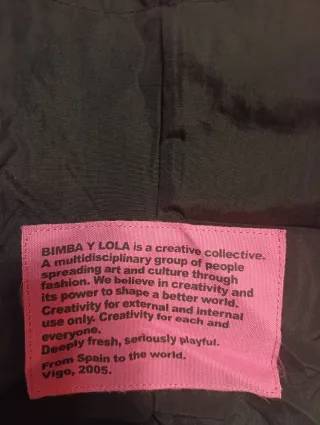 BIMBA Y LOLA is a creative collective.
A multidisciplinary group of people
spreading art and culture through
fashion. We believe in creativity and
its power to shape a better world.
Creativity for external and internal
use only. Creativity for each and
everyone.
Deeply fresh, seriously playful.
From Spain to the world.
Vigo, 2005.